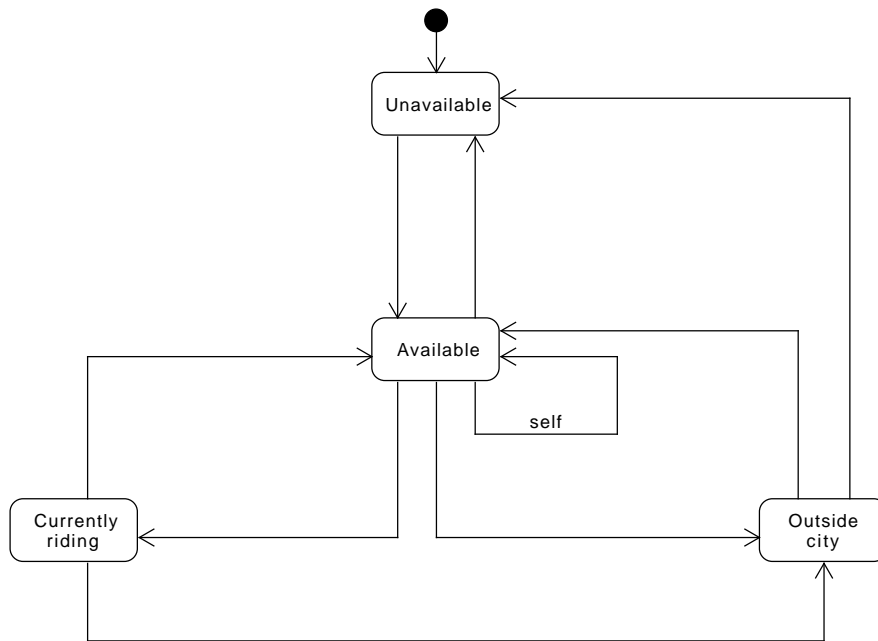 Unavailable
Available
self
Currently
riding
Outside
city